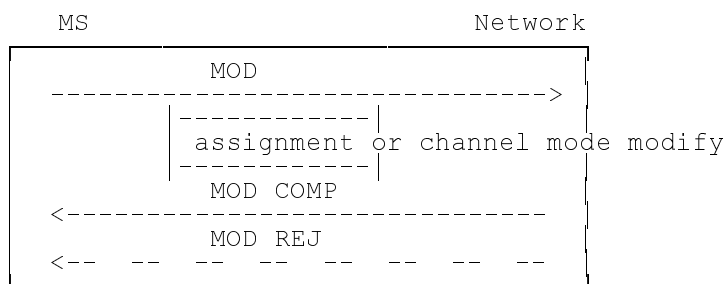 MS Network
MOD
assignment or channel mode modify
MOD COMP
MOD REJ